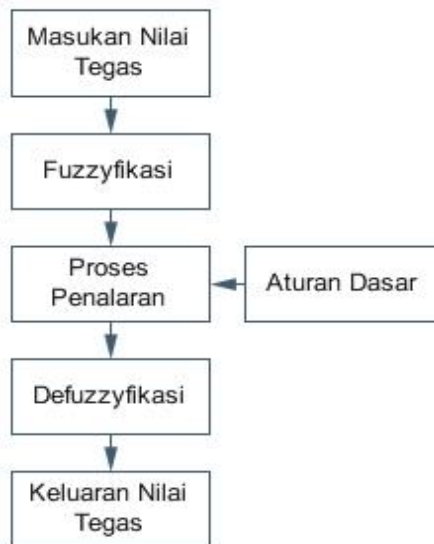 Masukan Nilai
Tegas
Fuzzyfikasi
Proses
Penalaran
Aturan Dasar
Defuzzyfikasi
Keluaran Nilai
Tegas